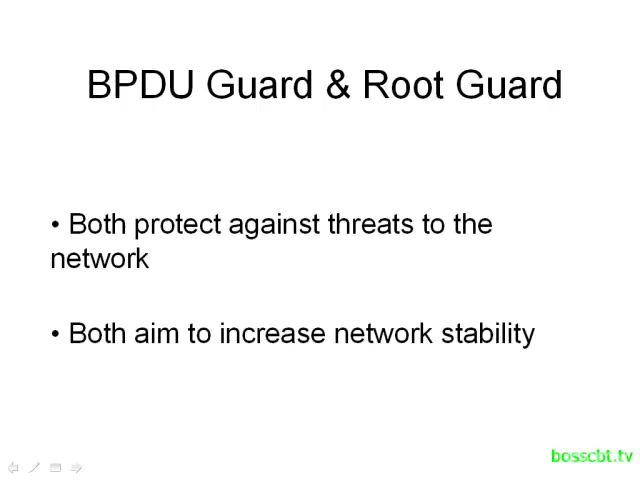 BPDU Guard & Root Guard
• Both protect against threats to the
network
• Both aim to increase network stability
bosscbt.tv